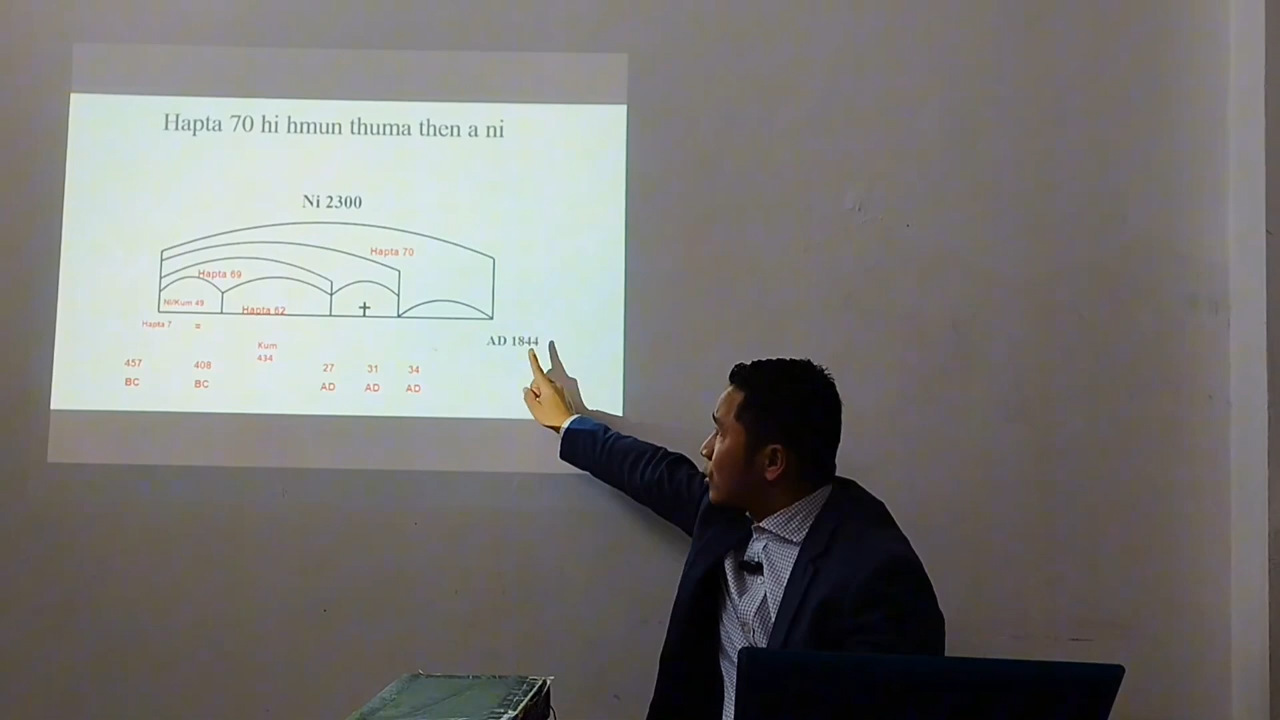 Hapta 70 hi hmun thuma then a ni
Ni 2300
Hapta 70
Hapta 69
Ni/Kum 49
Hapta 62
Hapta 7 =
Kum
434
AD 1844
457 408 27 31 34
BC BC AD AD AD